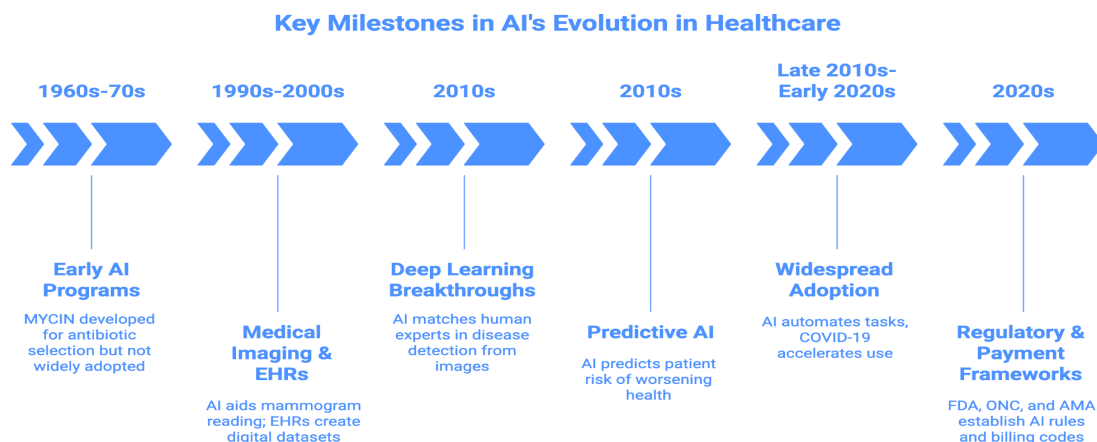 Key Milestones in AI's Evolution in Healthcare
1960s-70s
Early AI
Programs
MYCIN developed
for antibiotic
selection but not
widely adopted
1990s-2000s
Medical
Imaging &
EHRs
AI aids mammogram
reading; EHRs create
digital datasets
2010s
Deep Learning
Breakthroughs
AI matches human
experts in disease
detection from
images
2010s
Predictive AI
AI predicts patient
risk of worsening
health
Late 2010s-
Early 2020s
Widespread
Adoption
AI automates tasks,
COVID-19
accelerates use
2020s
Regulatory &
Payment
Frameworks
FDA, ONC, and AMA
establish AI rules
and billing codes